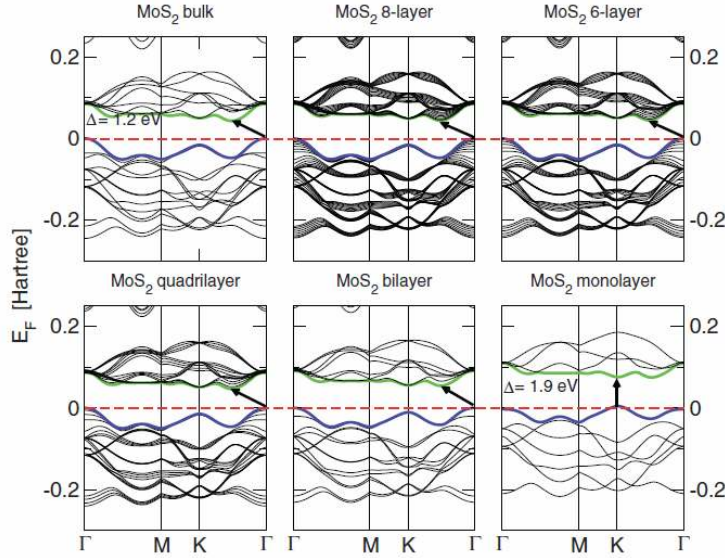 MoS₂ bulk MoS₂ 8-layer MoS₂ 6-layer
0.2 0.2
Δ= 1.2 eV
0 0
-0.2 -0.2
MoS₂ quadrilayer MoS₂ bilayer MoS₂ monolayer
E_F [Hartree]
0.2 0.2
Δ= 1.9 eV
0 0
-0.2 -0.2
Γ M K Γ M K Γ M K Γ